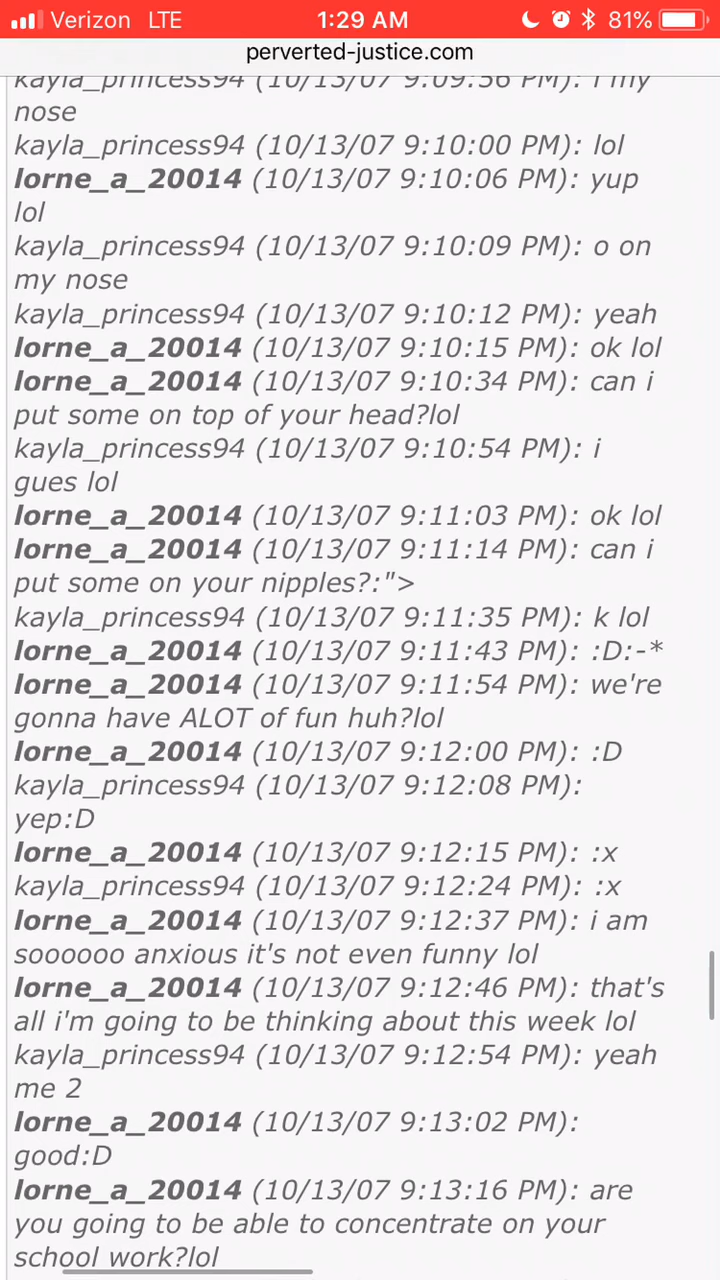 Verizon LTE 1:29 AM 81%
perverted-justice.com
kayla_princess94 (10/13/07 9:09:56 PM): i my
nose
kayla_princess94 (10/13/07 9:10:00 PM): lol
lorne_a_20014 (10/13/07 9:10:06 PM): yup
lol
kayla_princess94 (10/13/07 9:10:09 PM): o on
my nose
kayla_princess94 (10/13/07 9:10:12 PM): yeah
lorne_a_20014 (10/13/07 9:10:15 PM): ok lol
lorne_a_20014 (10/13/07 9:10:34 PM): can i
put some on top of your head?lol
kayla_princess94 (10/13/07 9:10:54 PM): i
gues lol
lorne_a_20014 (10/13/07 9:11:03 PM): ok lol
lorne_a_20014 (10/13/07 9:11:14 PM): can i
put some on your nipples?:">
kayla_princess94 (10/13/07 9:11:35 PM): k lol
lorne_a_20014 (10/13/07 9:11:43 PM): :D:-*
lorne_a_20014 (10/13/07 9:11:54 PM): we're
gonna have ALOT of fun huh?lol
lorne_a_20014 (10/13/07 9:12:00 PM): :D
kayla_princess94 (10/13/07 9:12:08 PM):
yep:D
lorne_a_20014 (10/13/07 9:12:15 PM): :x
kayla_princess94 (10/13/07 9:12:24 PM): :x
lorne_a_20014 (10/13/07 9:12:37 PM): i am
soooooo anxious it's not even funny lol
lorne_a_20014 (10/13/07 9:12:46 PM): that's
all i'm going to be thinking about this week lol
kayla_princess94 (10/13/07 9:12:54 PM): yeah
me 2
lorne_a_20014 (10/13/07 9:13:02 PM):
good:D
lorne_a_20014 (10/13/07 9:13:16 PM): are
you going to be able to concentrate on your
school work?lol